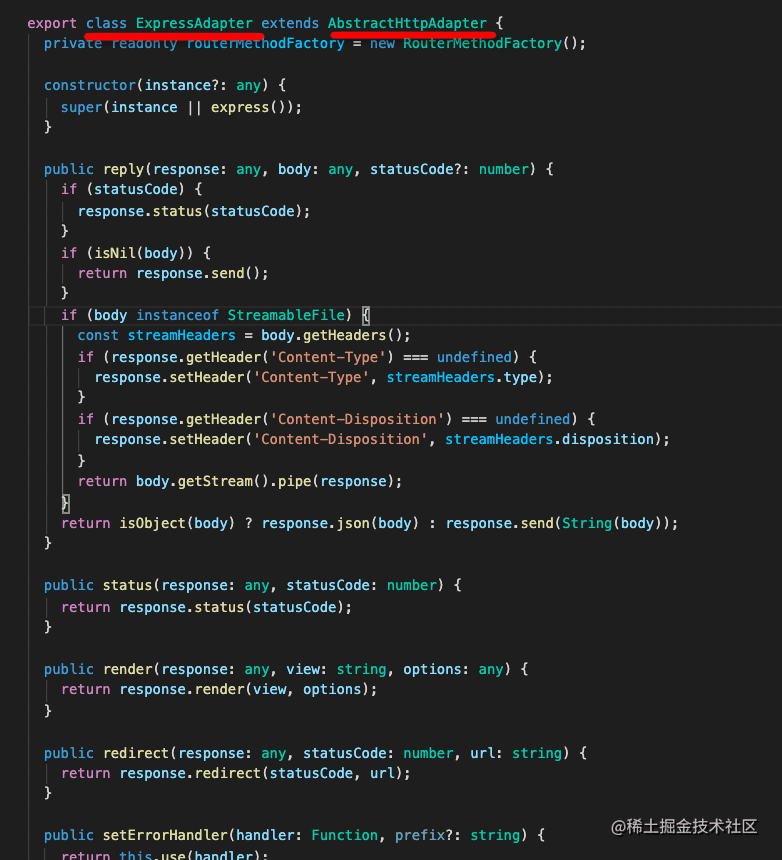 export class ExpressAdapter extends AbstractHttpAdapter {
  private readonly routerMethodFactory = new RouterMethodFactory();

  constructor(instance?: any) {
    super(instance || express());
  }

  public reply(response: any, body: any, statusCode?: number) {
    if (statusCode) {
      response.status(statusCode);
    }
    if (isNil(body)) {
      return response.send();
    }
    if (body instanceof StreamableFile) {
      const streamHeaders = body.getHeaders();
      if (response.getHeader('Content-Type') === undefined) {
        response.setHeader('Content-Type', streamHeaders.type);
      }
      if (response.getHeader('Content-Disposition') === undefined) {
        response.setHeader('Content-Disposition', streamHeaders.disposition);
      }
      return body.getStream().pipe(response);
    }
    return isObject(body) ? response.json(body) : response.send(String(body));
  }

  public status(response: any, statusCode: number) {
    return response.status(statusCode);
  }

  public render(response: any, view: string, options: any) {
    return response.render(view, options);
  }

  public redirect(response: any, statusCode: number, url: string) {
    return response.redirect(statusCode, url);
  }

  public setErrorHandler(handler: Function, prefix?: string) {
    return this.use(handler);
@稀土掘金技术社区